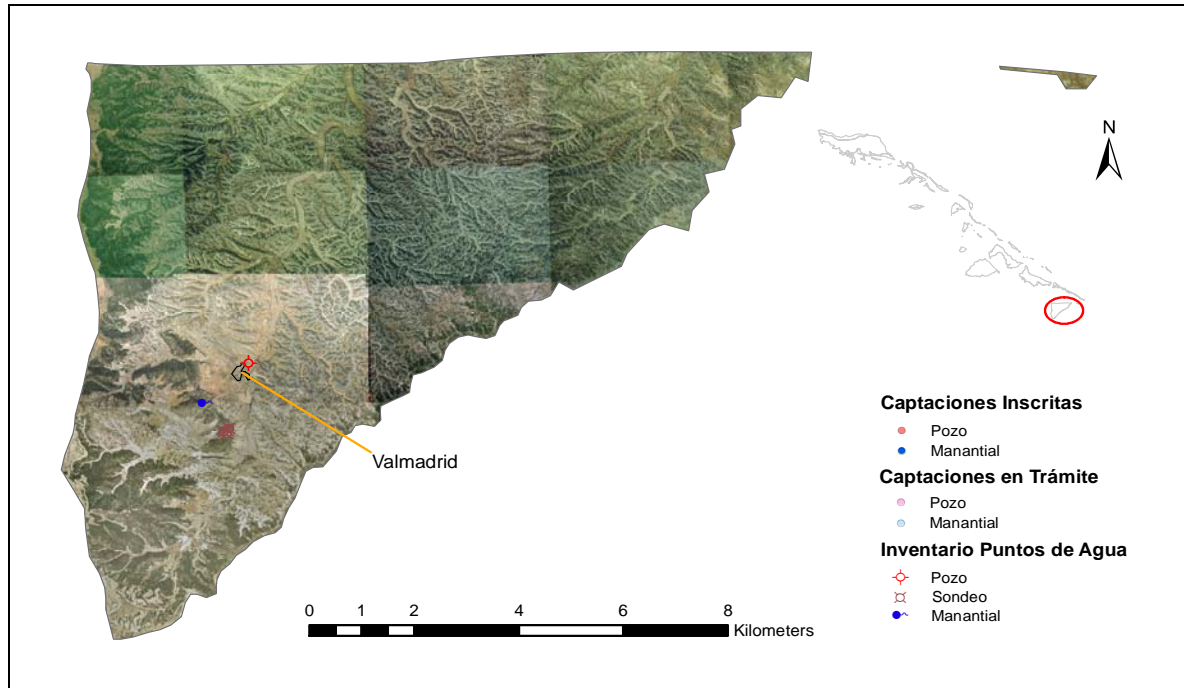 N
Valmadrid
Captaciones Inscritas
Pozo
Manantial
Captaciones en Trámite
Pozo
Manantial
Inventario Puntos de Agua
Pozo
Sondeo
Manantial
0 1 2 4 6 8
Kilometers